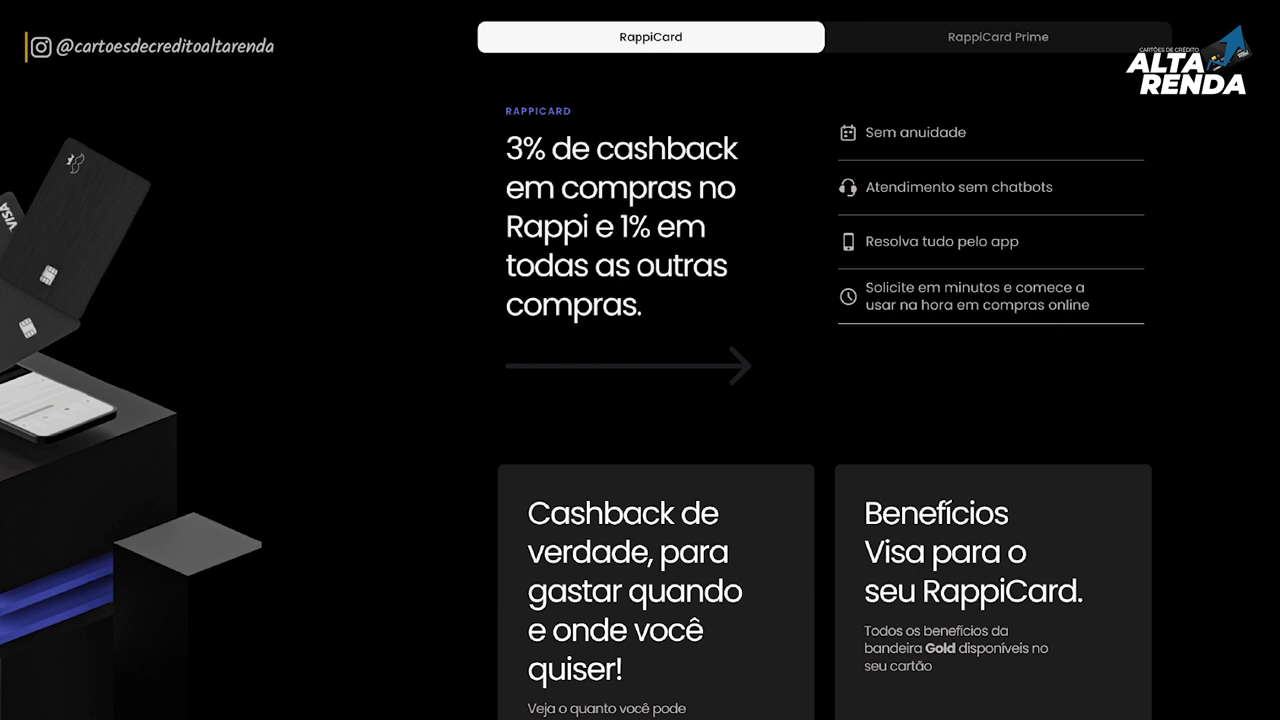 @cartoesdecreditoaltarenda
RappiCard
RappiCard Prime
CARTÕES DE CRÉDITO
ALTA
RENDA
RAPPICARD
3% de cashback
em compras no
Rappi e 1% em
todas as outras
compras.
Sem anuidade
Atendimento sem chatbots
Resolva tudo pelo app
Solicite em minutos e comece a
usar na hora em compras online
VISA
Cashback de
verdade, para
gastar quando
e onde você
quiser!
Veja o quanto você pode
Benefícios
Visa para o
seu RappiCard.
Todos os benefícios da
bandeira Gold disponíveis no
seu cartão